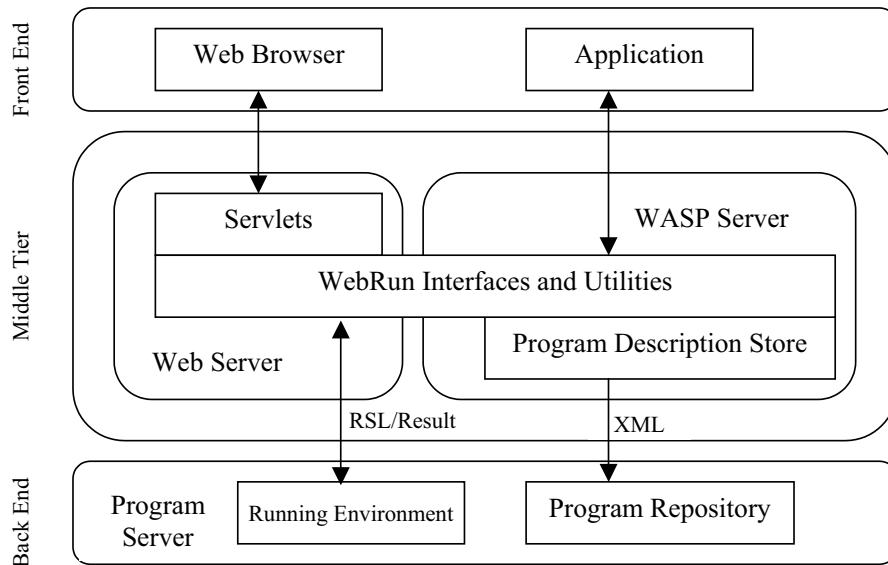 Front End
Web Browser
Application
Middle Tier
Servlets
WASP Server
WebRun Interfaces and Utilities
Web Server
Program Description Store
RSL/Result
XML
Back End
Program
Server
Running Environment
Program Repository